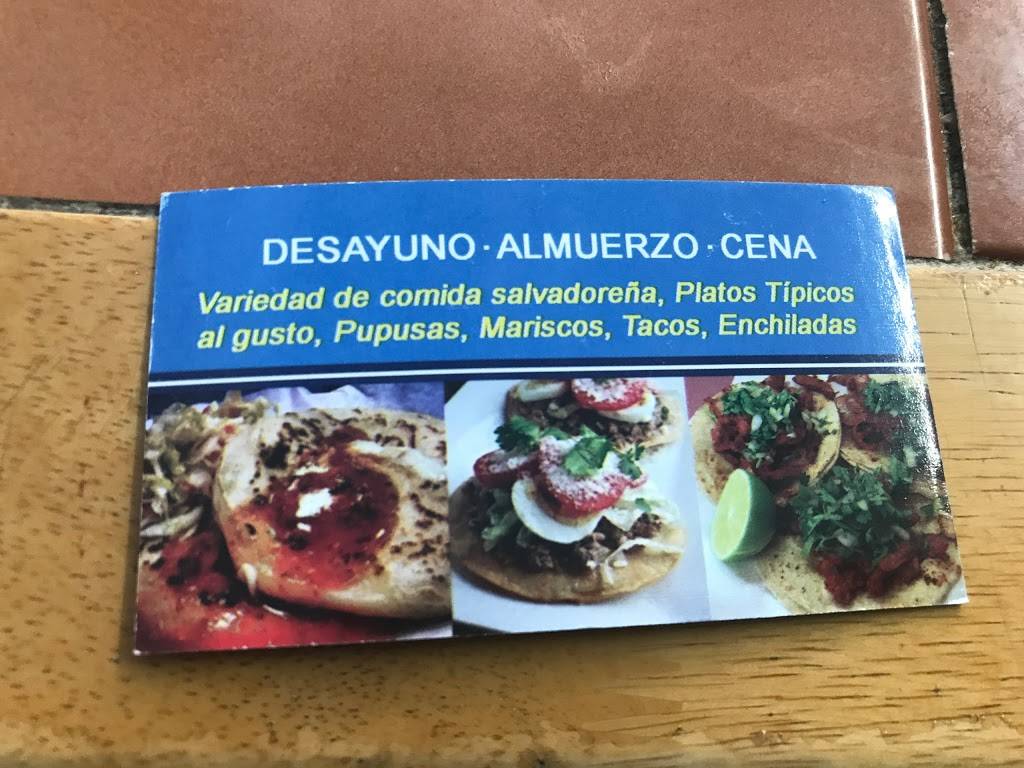 DESAYUNO · ALMUERZO · CENA
Variedad de comida salvadoreña, Platos Típicos
al gusto, Pupusas, Mariscos, Tacos, Enchiladas